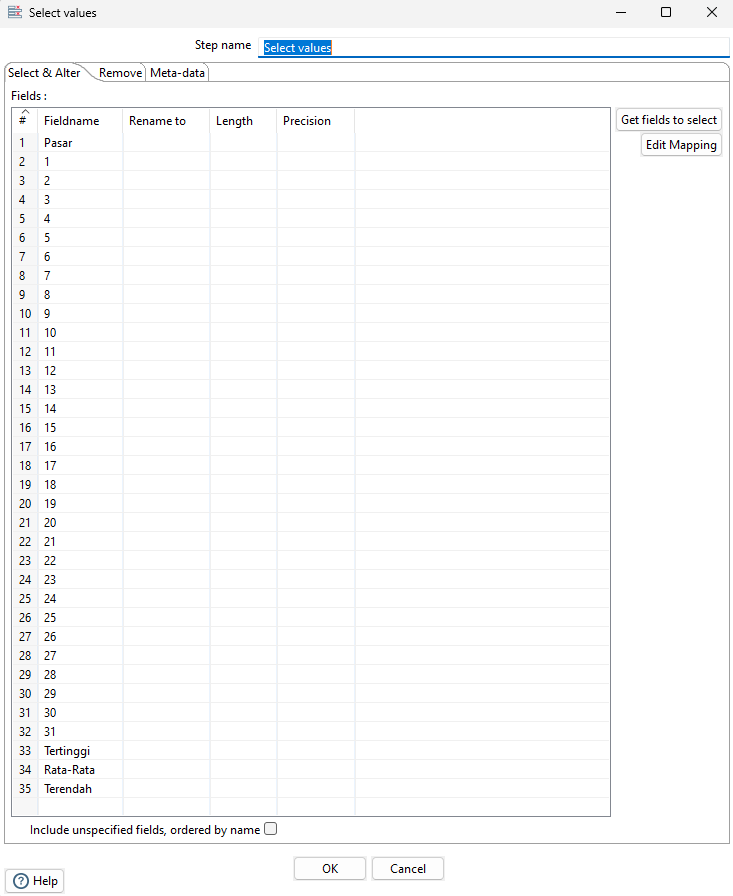 Select values
Step name Select values
Select & Alter Remove Meta-data
Fields :
# Fieldname Rename to Length Precision Get fields to select
Edit Mapping
1 Pasar
2 1
3 2
4 3
5 4
6 5
7 6
8 7
9 8
10 9
11 10
12 11
13 12
14 13
15 14
16 15
17 16
18 17
19 18
20 19
21 20
22 21
23 22
24 23
25 24
26 25
27 26
28 27
29 28
30 29
31 30
32 31
33 Tertinggi
34 Rata-Rata
35 Terendah
Include unspecified fields, ordered by name
OK Cancel
Help